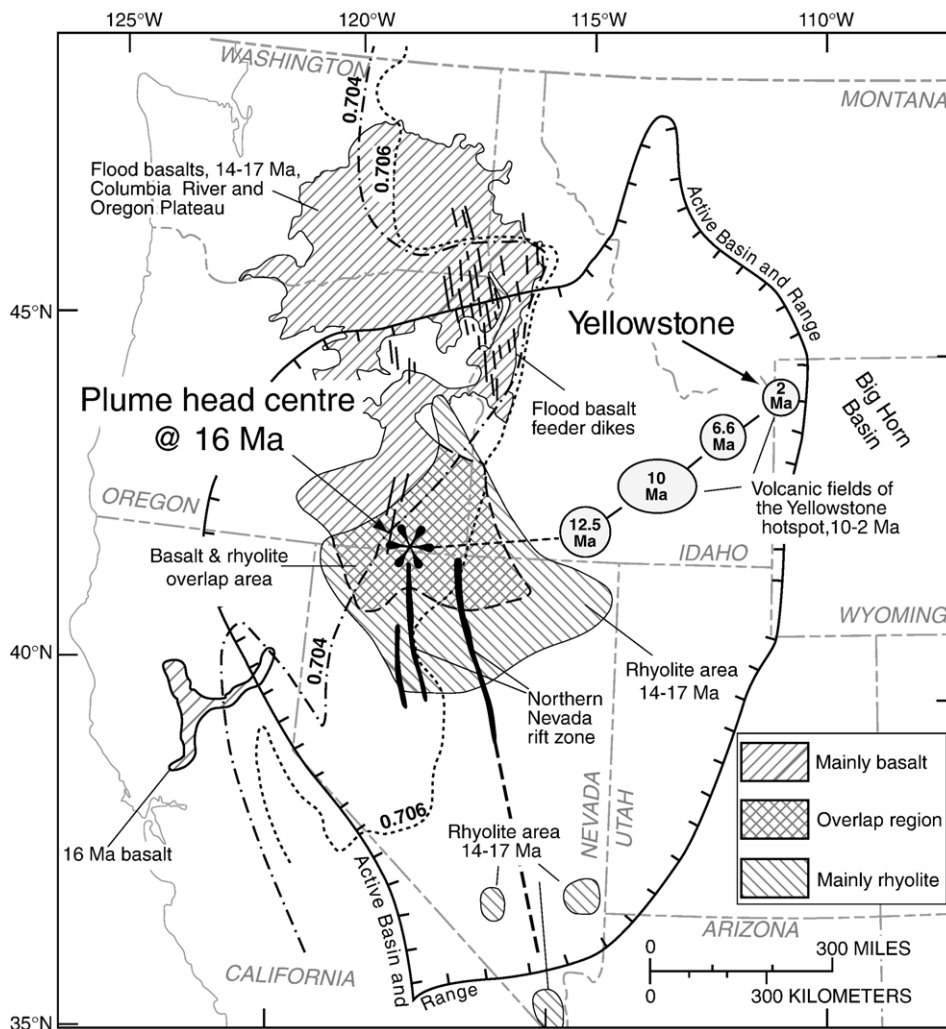 125°W
120°W
115°W
110°W
WASHINGTON
MONTANA
0.704
0.706
Flood basalts, 14-17 Ma,
Columbia River and
Oregon Plateau
Active Basin and Range
45°N
Yellowstone
2
Ma
Big Horn
Basin
Plume head centre
@ 16 Ma
Flood basalt
feeder dikes
6.6
Ma
10
Ma
Volcanic fields of
the Yellowstone
hotspot,10-2 Ma
OREGON
12.5
Ma
IDAHO
Basalt & rhyolite
overlap area
WYOMING
40°N
0.704
Rhyolite area
14-17 Ma
Northern
Nevada
rift zone
Mainly basalt
0.706
NEVADA
UTAH
Overlap region
16 Ma basalt
Rhyolite area
14-17 Ma
Mainly rhyolite
Active Basin and
Range
ARIZONA
0
300 MILES
CALIFORNIA
0
300 KILOMETERS
35°N